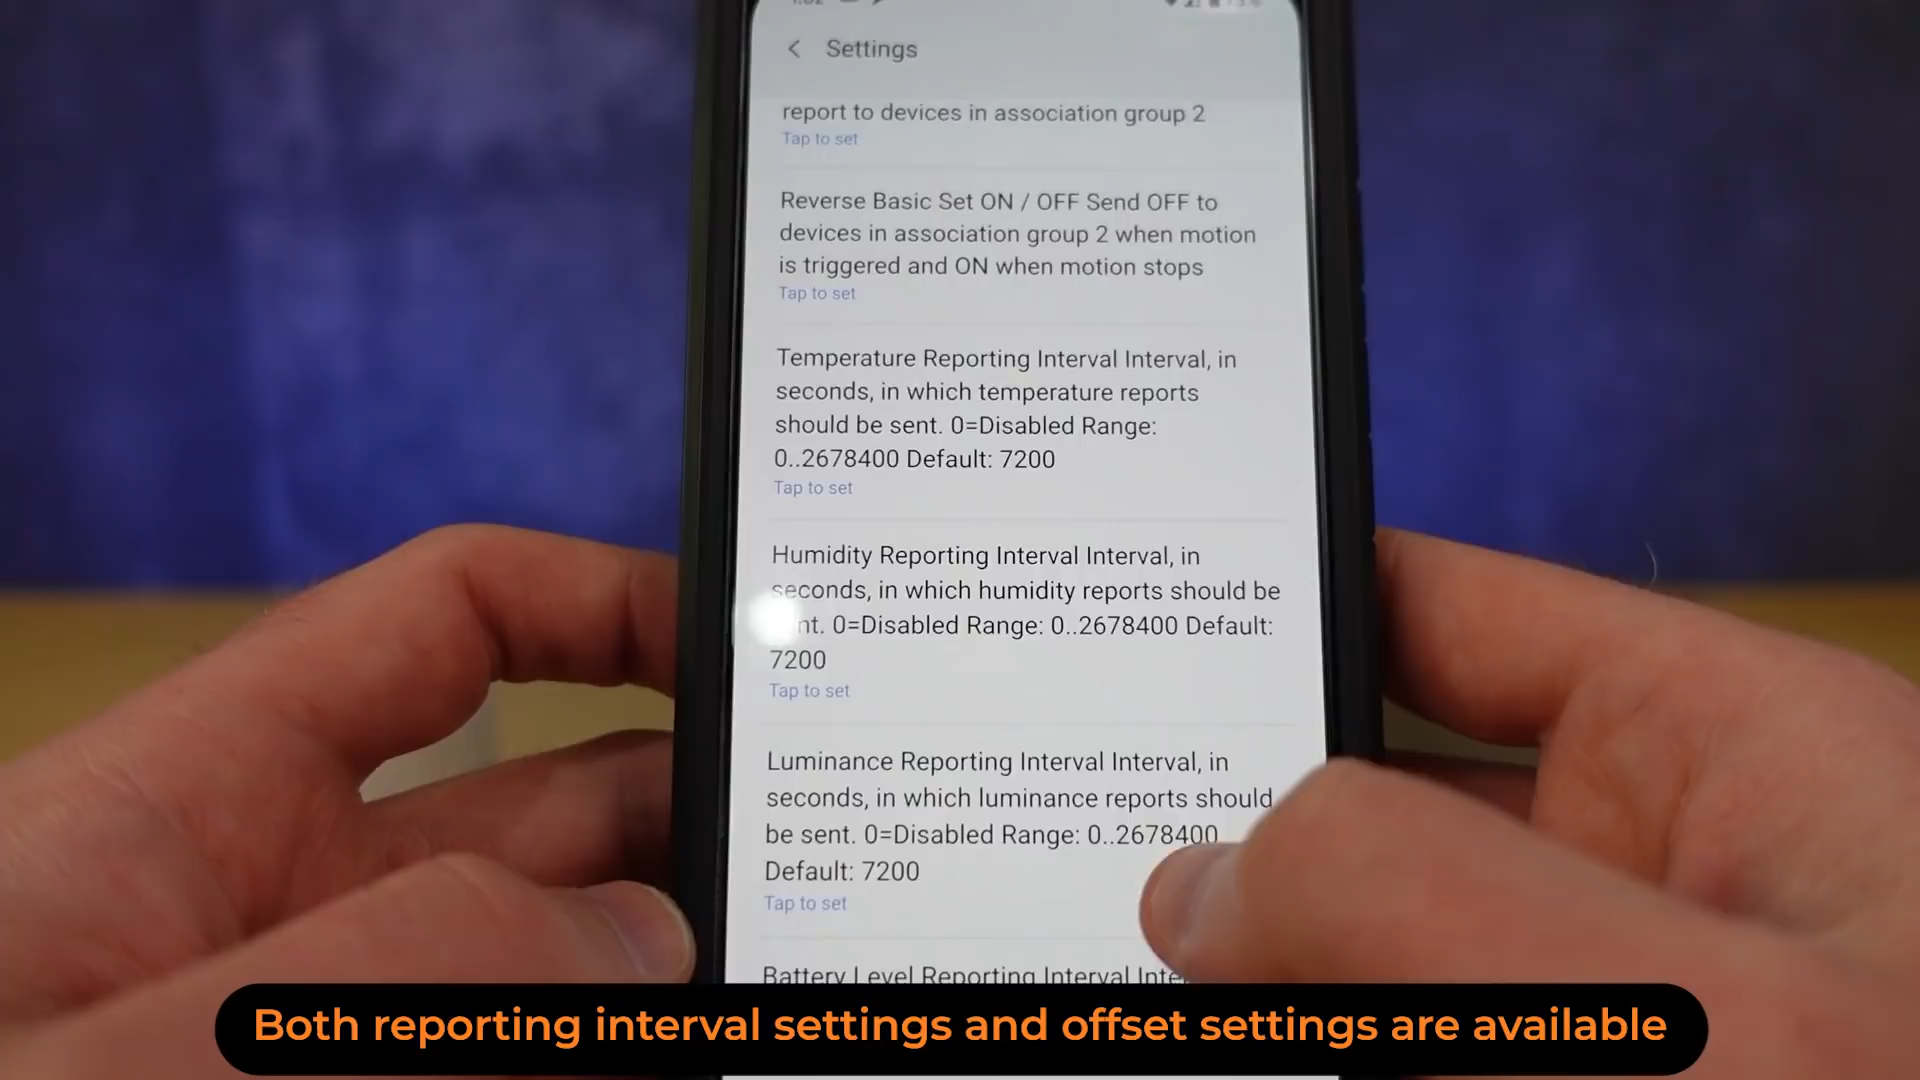 Settings
report to devices in association group 2
Tap to set
Reverse Basic Set ON / OFF Send OFF to
devices in association group 2 when motion
is triggered and ON when motion stops
Tap to set
Temperature Reporting Interval Interval, in
seconds, in which temperature reports
should be sent. 0=Disabled Range:
0..2678400 Default: 7200
Tap to set
Humidity Reporting Interval Interval, in
seconds, in which humidity reports should be
0=Disabled Range: 0..2678400 Default:
7200
Tap to set
Luminance Reporting Interval Interval, in
seconds, in which luminance reports should
be sent. 0=Disabled Range: 0..2678400
Default: 7200
Tap to set
Battery Level Reporting Interval
Both reporting interval settings and offset settings are available